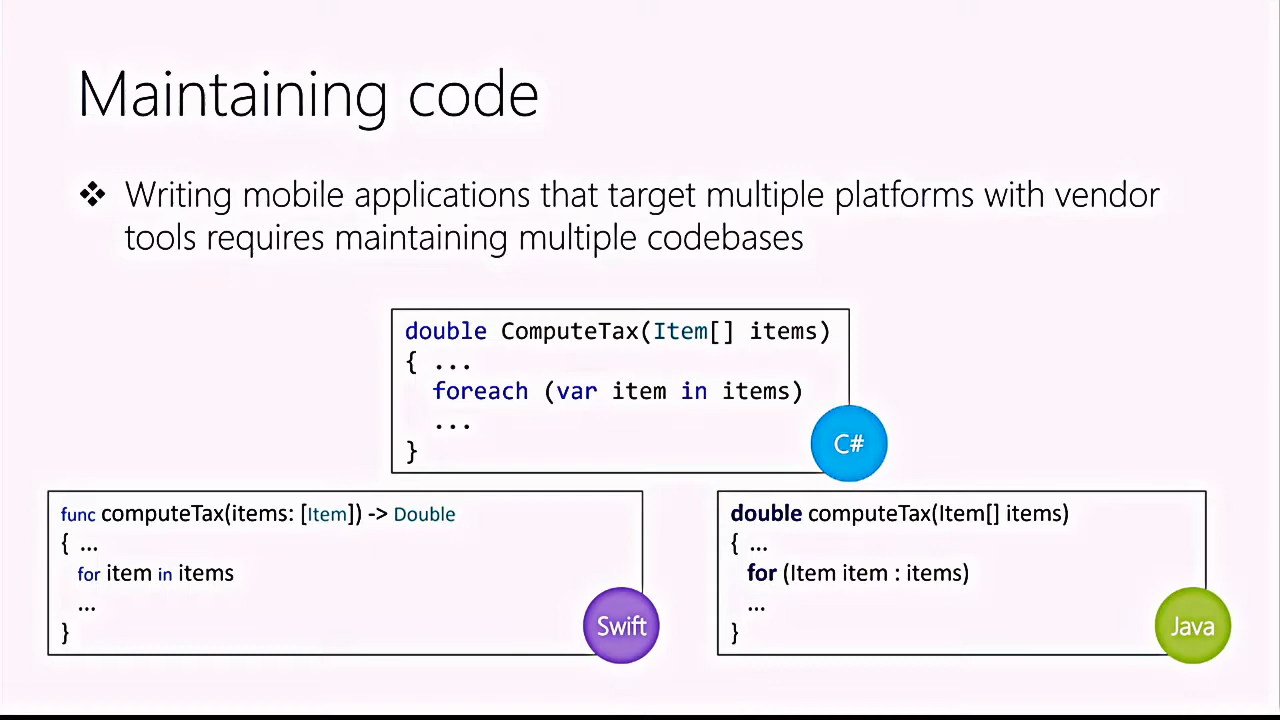 Maintaining code
❖ Writing mobile applications that target multiple platforms with vendor
tools requires maintaining multiple codebases
double ComputeTax(Item[] items)
{ ...
foreach (var item in items)
...
}
C#
func computeTax(items: [Item]) -> Double
{ ...
for item in items
...
}
Swift
double computeTax(Item[] items)
{ ...
for (Item item : items)
...
}
Java